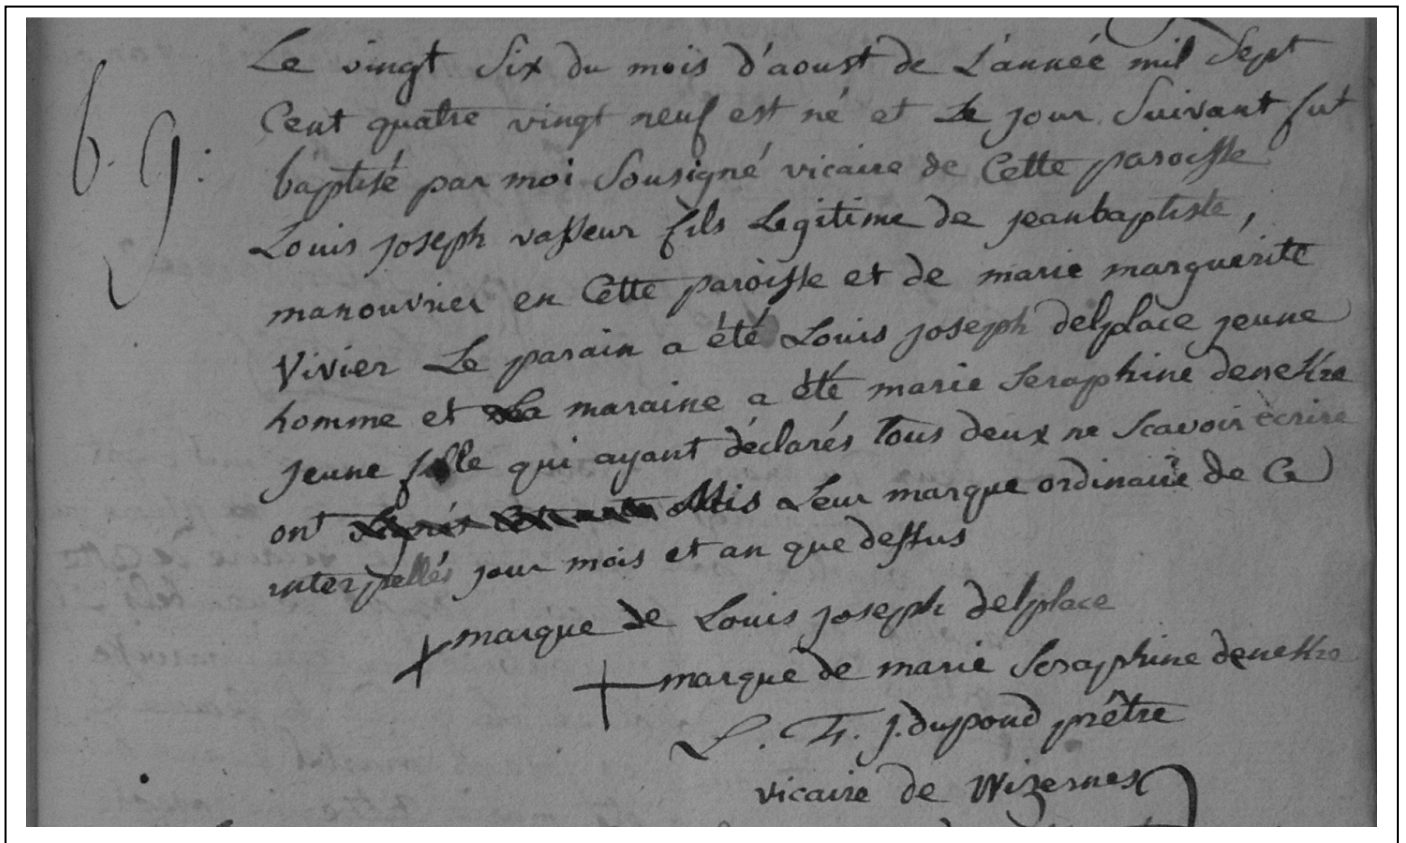 b. g :
Le vingt Six du mois d'aoust de L'année mil Sept
Cent quatre vingt neuf est né et Le jour Suivant fut
baptisé par moi Sousigné vicaire de Cette paroisse
Louis joseph vasseur fils Legitime de jeanbaptiste,
manouvrier en Cette paroisse et de marie marguérite
Vivier Le parain a été Louis joseph delplace jeune
homme et La maraine a été marie Seraphine
jeune fille qui ayant déclarés tous deux ne Scavoir écrire
ont Mis Leur marque ordinaire de Ce
interpellés jour mois et an que dessus
marque de Louis joseph delplace
marque de marie Seraphine
L. F. j. dupond prêtre
vicaire de Wizernes